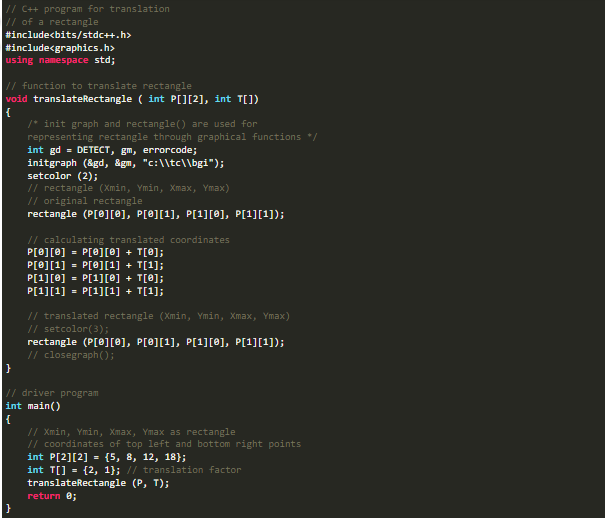 // C++ program for translation
// of a rectangle
#include<bits/stdc++.h>
#include<graphics.h>
using namespace std;

// function to translate rectangle
void translateRectangle ( int P[][2], int T[])
{
    /* init graph and rectangle() are used for
    representing rectangle through graphical functions */
    int gd = DETECT, gm, errorcode;
    initgraph (&gd, &gm, "c:\\tc\\bgi");
    setcolor (2);
    // rectangle (Xmin, Ymin, Xmax, Ymax)
    // original rectangle
    rectangle (P[0][0], P[0][1], P[1][0], P[1][1]);

    // calculating translated coordinates
    P[0][0] = P[0][0] + T[0];
    P[0][1] = P[0][1] + T[1];
    P[1][0] = P[1][0] + T[0];
    P[1][1] = P[1][1] + T[1];

    // translated rectangle (Xmin, Ymin, Xmax, Ymax)
    // setcolor(3);
    rectangle (P[0][0], P[0][1], P[1][0], P[1][1]);
    // closegraph();
}

// driver program
int main()
{
    // Xmin, Ymin, Xmax, Ymax as rectangle
    // coordinates of top left and bottom right points
    int P[2][2] = {5, 8, 12, 18};
    int T[] = {2, 1}; // translation factor
    translateRectangle (P, T);
    return 0;
}